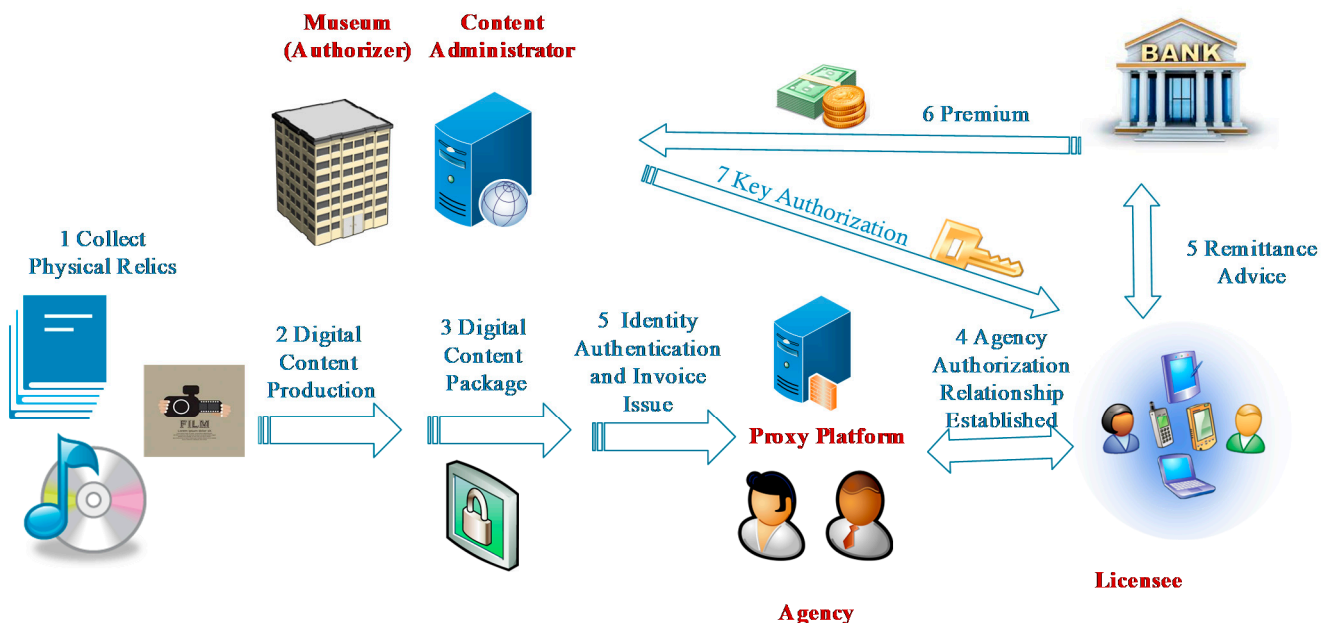 Museum
(Authorizer)
Content
Administrator
BANK
6 Premium
7 Key Authorization
1 Collect
Physical Relics
5 Remittance
Advice
2 Digital
Content
Production
3 Digital
Content
Package
5 Identity
Authentication
and Invoice
Issue
4 Agency
Authorization
Relationship
Established
FILM
Proxy Platform
Licensee
Agency